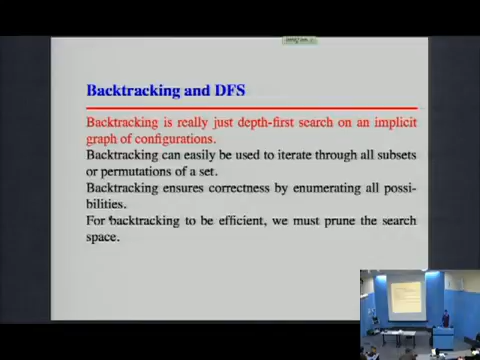 Backtracking and DFS
Backtracking is really just depth-first search on an implicit
graph of configurations.
Backtracking can easily be used to iterate through all subsets
or permutations of a set.
Backtracking ensures correctness by enumerating all possi-
bilities.
For backtracking to be efficient, we must prune the search
space.